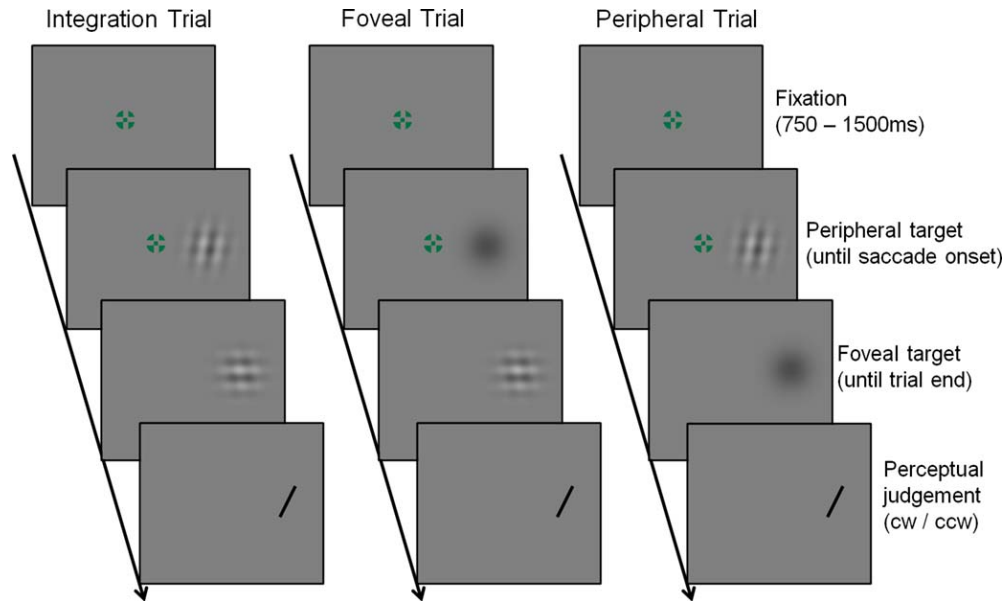 Integration Trial
Foveal Trial
Peripheral Trial
Fixation
(750 – 1500ms)
Peripheral target
(until saccade onset)
Foveal target
(until trial end)
Perceptual
judgement
(cw / ccw)